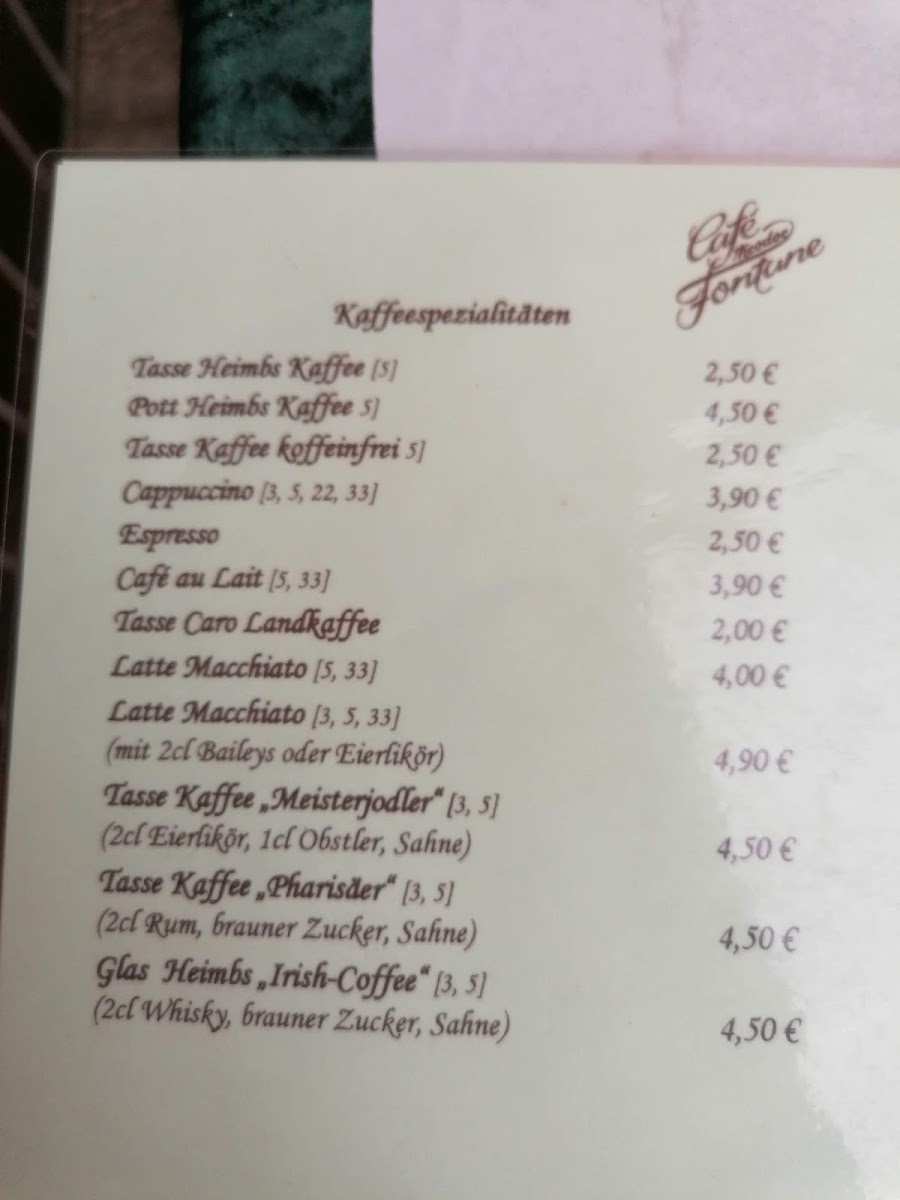 Café
Theodor
Fontane
Kaffeespezialitäten
Tasse Heimbs Kaffee [5] 2,50 €
Pott Heimbs Kaffee 5] 4,50 €
Tasse Kaffee koffeinfrei 5] 2,50 €
Cappuccino [3, 5, 22, 33] 3,90 €
Espresso 2,50 €
Café au Lait [5, 33] 3,90 €
Tasse Caro Landkaffee 2,00 €
Latte Macchiato [5, 33] 4,00 €
Latte Macchiato [3, 5, 33]
(mit 2cl Baileys oder Eierlikör) 4,90 €
Tasse Kaffee „Meisterjodler“ [3, 5]
(2cl Eierlikör, 1cl Obstler, Sahne) 4,50 €
Tasse Kaffee „Pharisäer“ [3, 5]
(2cl Rum, brauner Zucker, Sahne) 4,50 €
Glas Heimbs „Irish-Coffee“ [3, 5]
(2cl Whisky, brauner Zucker, Sahne) 4,50 €